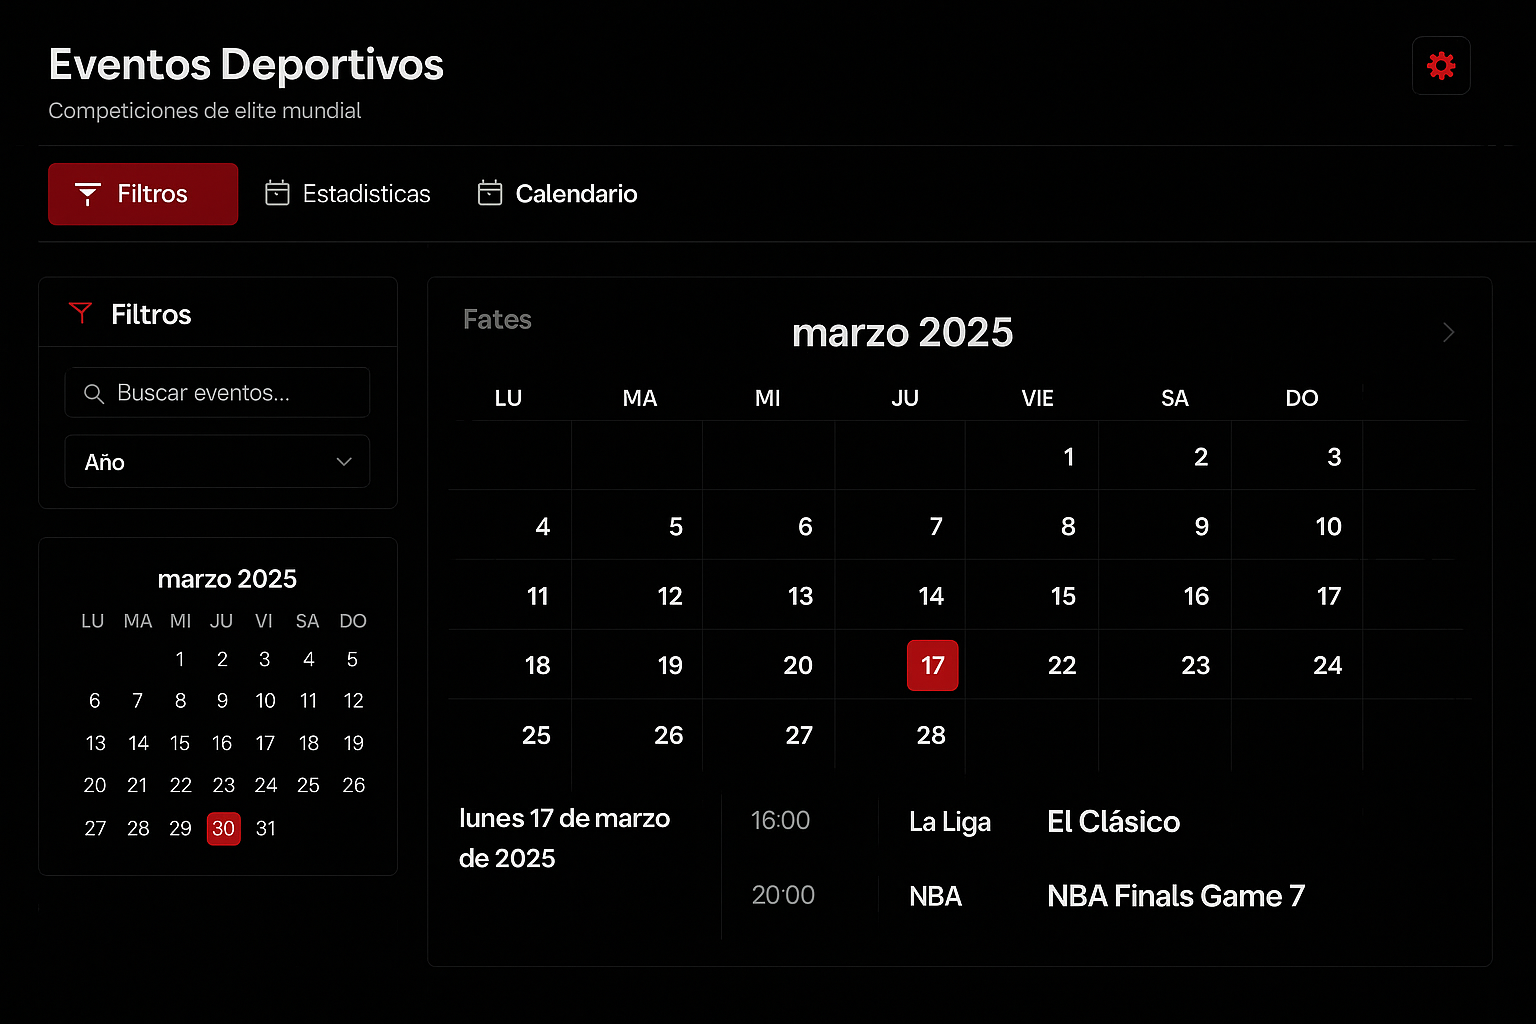 Eventos Deportivos
Competiciones de elite mundial
Filtros
Estadisticas
Calendario
Filtros
Buscar eventos...
Año
marzo 2025
LU MA MI JU VI SA DO
1 2 3 4 5
6 7 8 9 10 11 12
13 14 15 16 17 18 19
20 21 22 23 24 25 26
27 28 29 30 31
Fates
marzo 2025
LU MA MI JU VIE SA DO
1 2 3
4 5 6 7 8 9 10
11 12 13 14 15 16 17
18 19 20 17 22 23 24
25 26 27 28
lunes 17 de marzo
de 2025
16:00 La Liga El Clásico
20:00 NBA NBA Finals Game 7